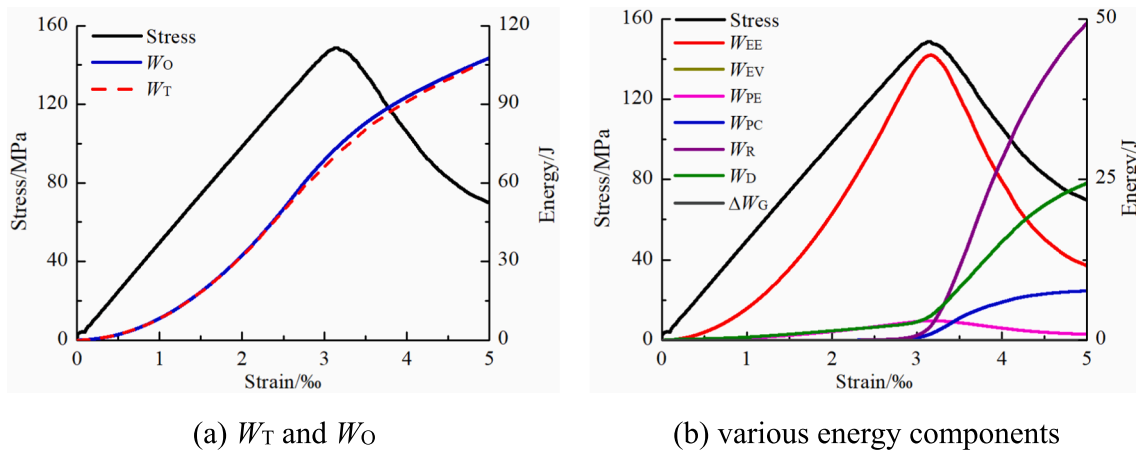 160
120
80
40
0
Stress/MPa
Stress
W_O
W_T
120
90
60
30
0
Energy/J
0 1 2 3 4 5
Strain/‰
(a) W_T and W_O
160
120
80
40
0
Stress/MPa
Stress
W_EE
W_EV
W_PE
W_PC
W_R
W_D
ΔW_G
50
25
0
Energy/J
0 1 2 3 4 5
Strain/‰
(b) various energy components